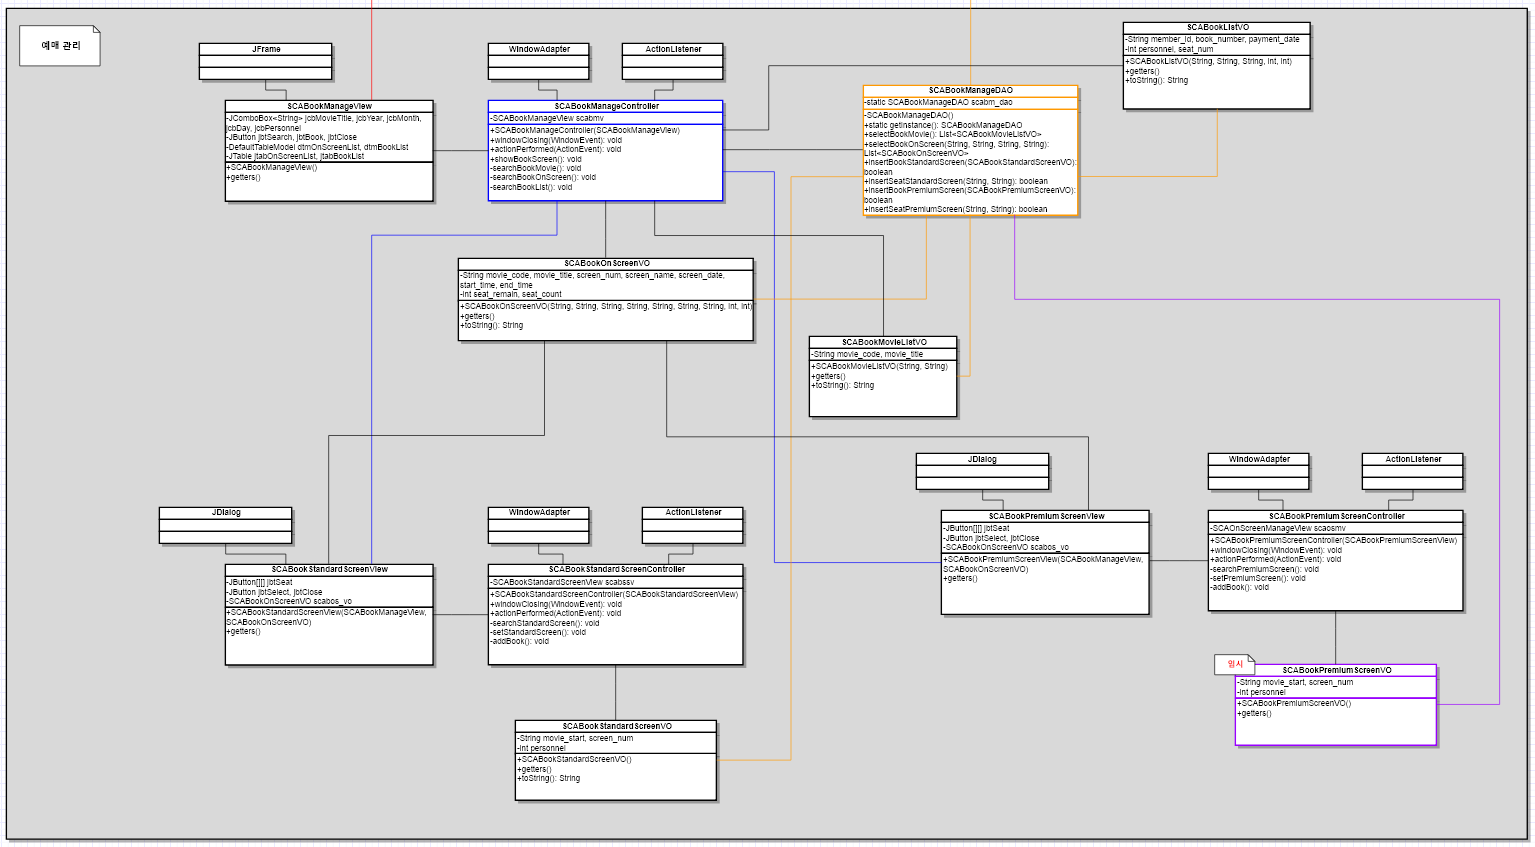 예매 관리
JFrame
SCABookManageView
-JComboBox<String> jcbMovieTitle, jcbYear, jcbMonth,
jcbDay, jcbPersonnel
-JButton jbtSearch, jbtBook, jbtClose
-DefaultTableModel dtmOnScreenList, dtmBookList
-JTable jtabOnScreenList, jtabBookList
+SCABookManageView()
+getters()
WindowAdapter
ActionListener
SCABookManageController
-SCABookManageView scabmv
+SCABookManageController(SCABookManageView)
+windowClosing(WindowEvent): void
+actionPerformed(ActionEvent): void
+showBookScreen(): void
-searchBookMovie(): void
-searchBookOnScreen(): void
-searchBookList(): void
SCABookManageDAO
-static SCABookManageDAO scabm_dao
-SCABookManageDAO()
+static getInstance(): SCABookManageDAO
+selectBookMovie(): List<SCABookMovieListVO>
+selectBookOnScreen(String, String, String, String):
List<SCABookOnScreenVO>
+insertBookStandardScreen(SCABookStandardScreenVO):
boolean
+insertSeatStandardScreen(String, String): boolean
+insertBookPremiumScreen(SCABookPremiumScreenVO):
boolean
+insertSeatPremiumScreen(String, String): boolean
SCABookListVO
-String member_id, book_number, payment_date
-int personnel, seat_num
+SCABookListVO(String, String, String, int, int)
+getters()
+toString(): String
SCABookOnScreenVO
-String movie_code, movie_title, screen_num, screen_name, screen_date,
start_time, end_time
-int seat_remain, seat_count
+SCABookOnScreenVO(String, String, String, String, String, String, String, int, int)
+getters()
+toString(): String
SCABookMovieListVO
-String movie_code, movie_title
+SCABookMovieListVO(String, String)
+getters()
+toString(): String
JDialog
SCABookStandardScreenView
-JButton[][] jbtSeat
-JButton jbtSelect, jbtClose
-SCABookOnScreenVO scabos_vo
+SCABookStandardScreenView(SCABookManageView,
SCABookOnScreenVO)
+getters()
WindowAdapter
ActionListener
SCABookStandardScreenController
-SCABookStandardScreenView scabssv
+SCABookStandardScreenController(SCABookStandardScreenView)
+windowClosing(WindowEvent): void
+actionPerformed(ActionEvent): void
-searchStandardScreen(): void
-setStandardScreen(): void
-addBook(): void
SCABookStandardScreenVO
-String movie_start, screen_num
-int personnel
+SCABookStandardScreenVO()
+getters()
+toString(): String
JDialog
SCABookPremiumScreenView
-JButton[][] jbtSeat
-JButton jbtSelect, jbtClose
-SCABookOnScreenVO scabos_vo
+SCABookPremiumScreenView(SCABookManageView,
SCABookOnScreenVO)
+getters()
WindowAdapter
ActionListener
SCABookPremiumScreenController
-SCAOnScreenManageView scaosmv
+SCABookPremiumScreenController(SCABookPremiumScreenView)
+windowClosing(WindowEvent): void
+actionPerformed(ActionEvent): void
-searchPremiumScreen(): void
-setPremiumScreen(): void
-addBook(): void
임시
SCABookPremiumScreenVO
-String movie_start, screen_num
-int personnel
+SCABookPremiumScreenVO()
+getters()